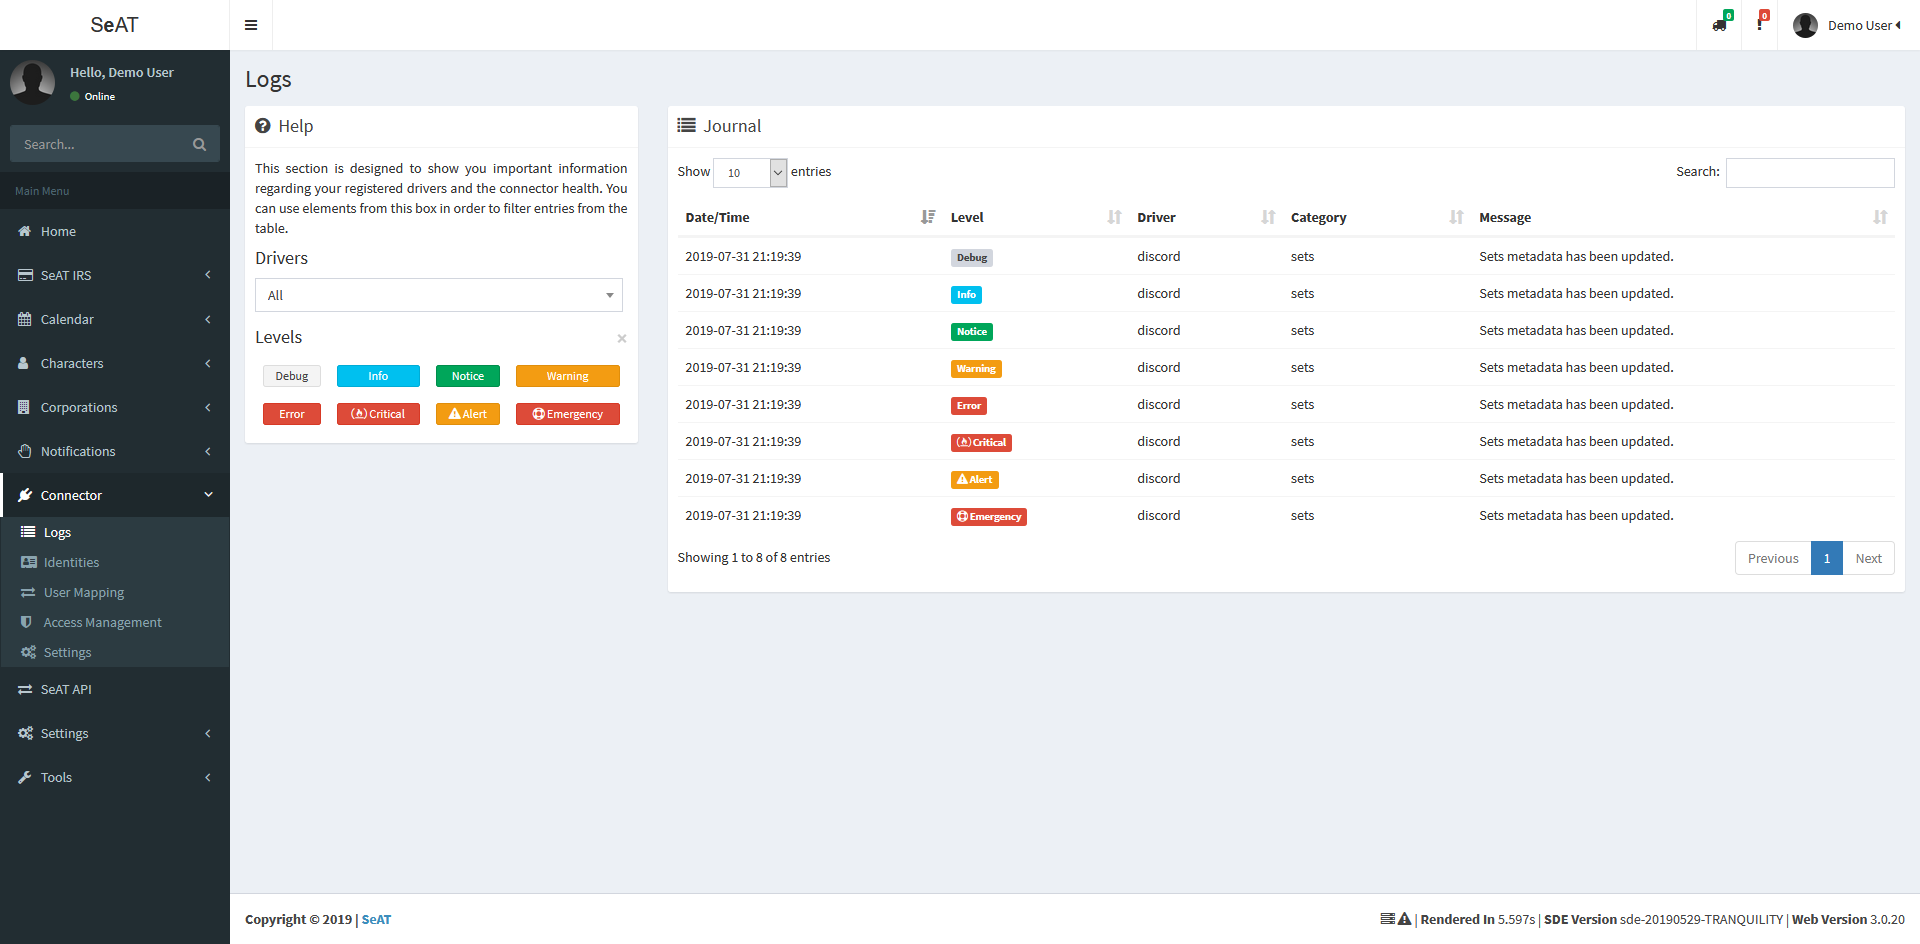 SeAT
0
0
Demo User
Hello, Demo User
Online
Search...
Main Menu
Home
SeAT IRS
Calendar
Characters
Corporations
Notifications
Connector
Logs
Identities
User Mapping
Access Management
Settings
SeAT API
Settings
Tools
Logs
Help
This section is designed to show you important information
regarding your registered drivers and the connector health. You
can use elements from this box in order to filter entries from the
table.
Drivers
All
Levels ×
Debug Info Notice Warning
Error Critical Alert Emergency
Journal
Show 10 entries Search:
Date/Time Level Driver Category Message
2019-07-31 21:19:39 Debug discord sets Sets metadata has been updated.
2019-07-31 21:19:39 Info discord sets Sets metadata has been updated.
2019-07-31 21:19:39 Notice discord sets Sets metadata has been updated.
2019-07-31 21:19:39 Warning discord sets Sets metadata has been updated.
2019-07-31 21:19:39 Error discord sets Sets metadata has been updated.
2019-07-31 21:19:39 Critical discord sets Sets metadata has been updated.
2019-07-31 21:19:39 Alert discord sets Sets metadata has been updated.
2019-07-31 21:19:39 Emergency discord sets Sets metadata has been updated.
Showing 1 to 8 of 8 entries Previous 1 Next
Copyright © 2019 | SeAT | Rendered In 5.597s | SDE Version sde-20190529-TRANQUILITY | Web Version 3.0.20